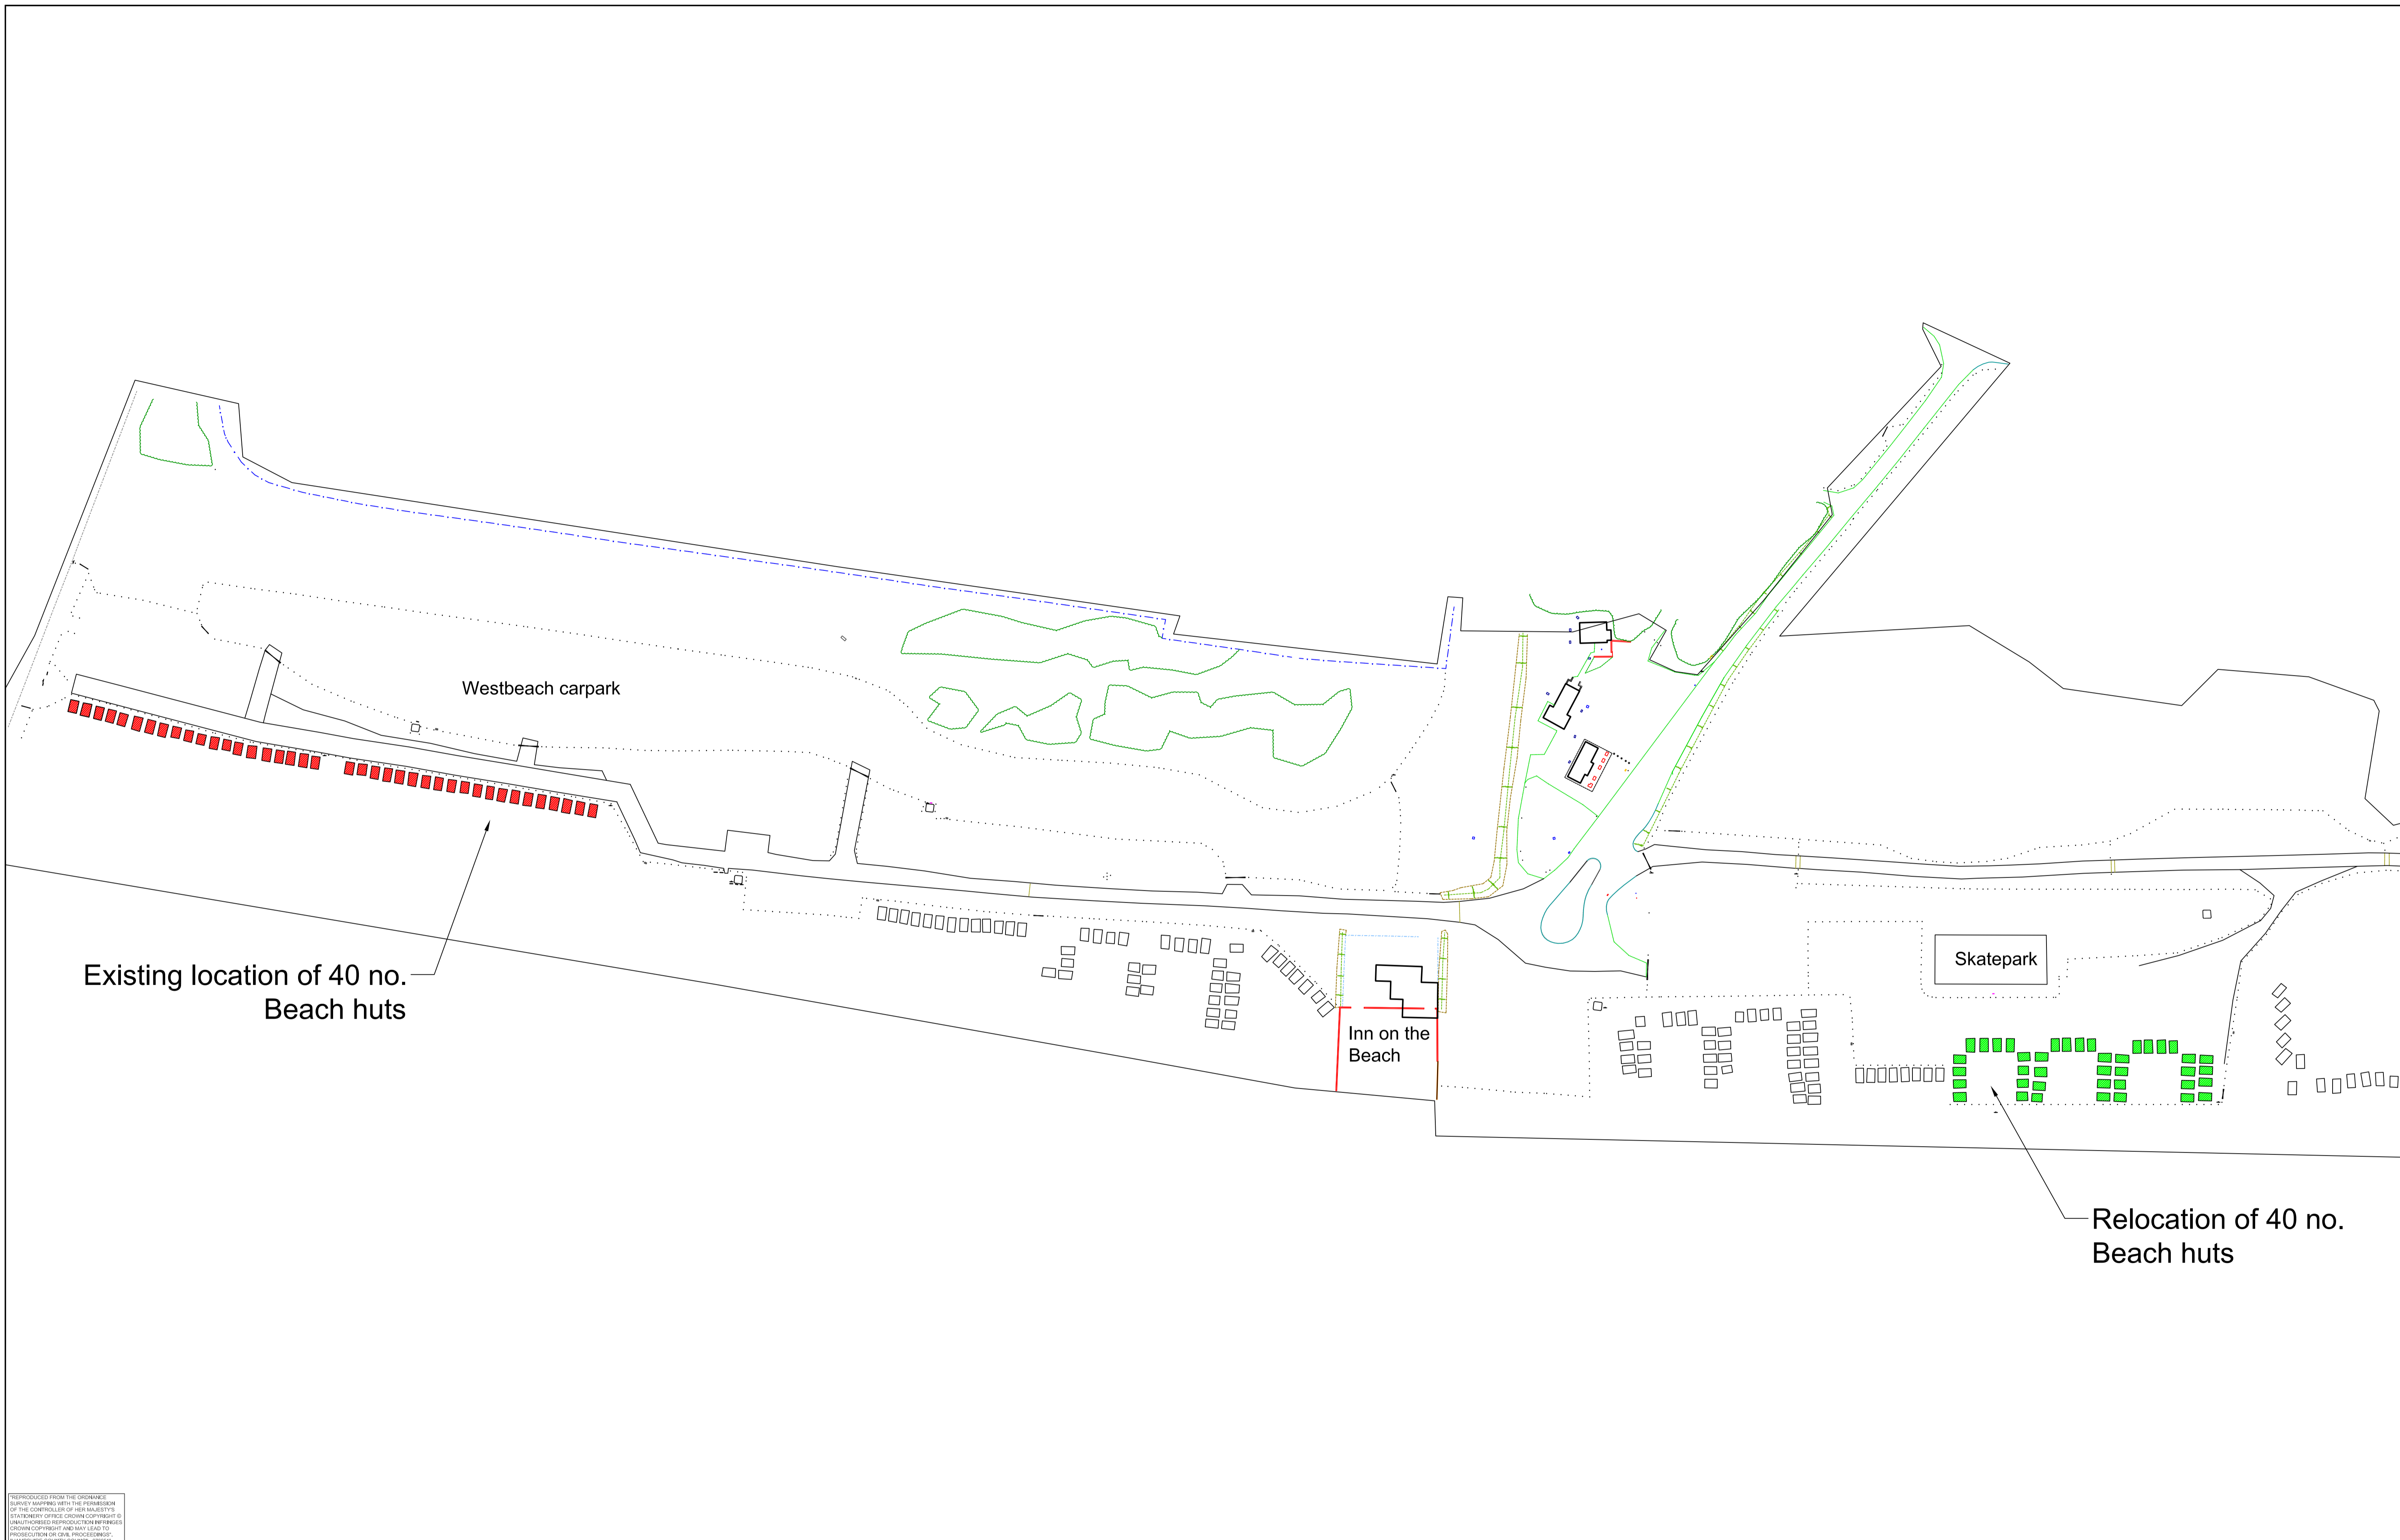 Westbeach carpark
Existing location of 40 no.
Beach huts
Inn on the
Beach
Skatepark
Relocation of 40 no.
Beach huts
"REPRODUCED FROM THE ORDNANCE
SURVEY MAPPING WITH THE PERMISSION
OF THE CONTROLLER OF HER MAJESTY'S
STATIONERY OFFICE CROWN COPYRIGHT ©
UNAUTHORISED REPRODUCTION INFRINGES
CROWN COPYRIGHT AND MAY LEAD TO
PROSECUTION OR CIVIL PROCEEDINGS".